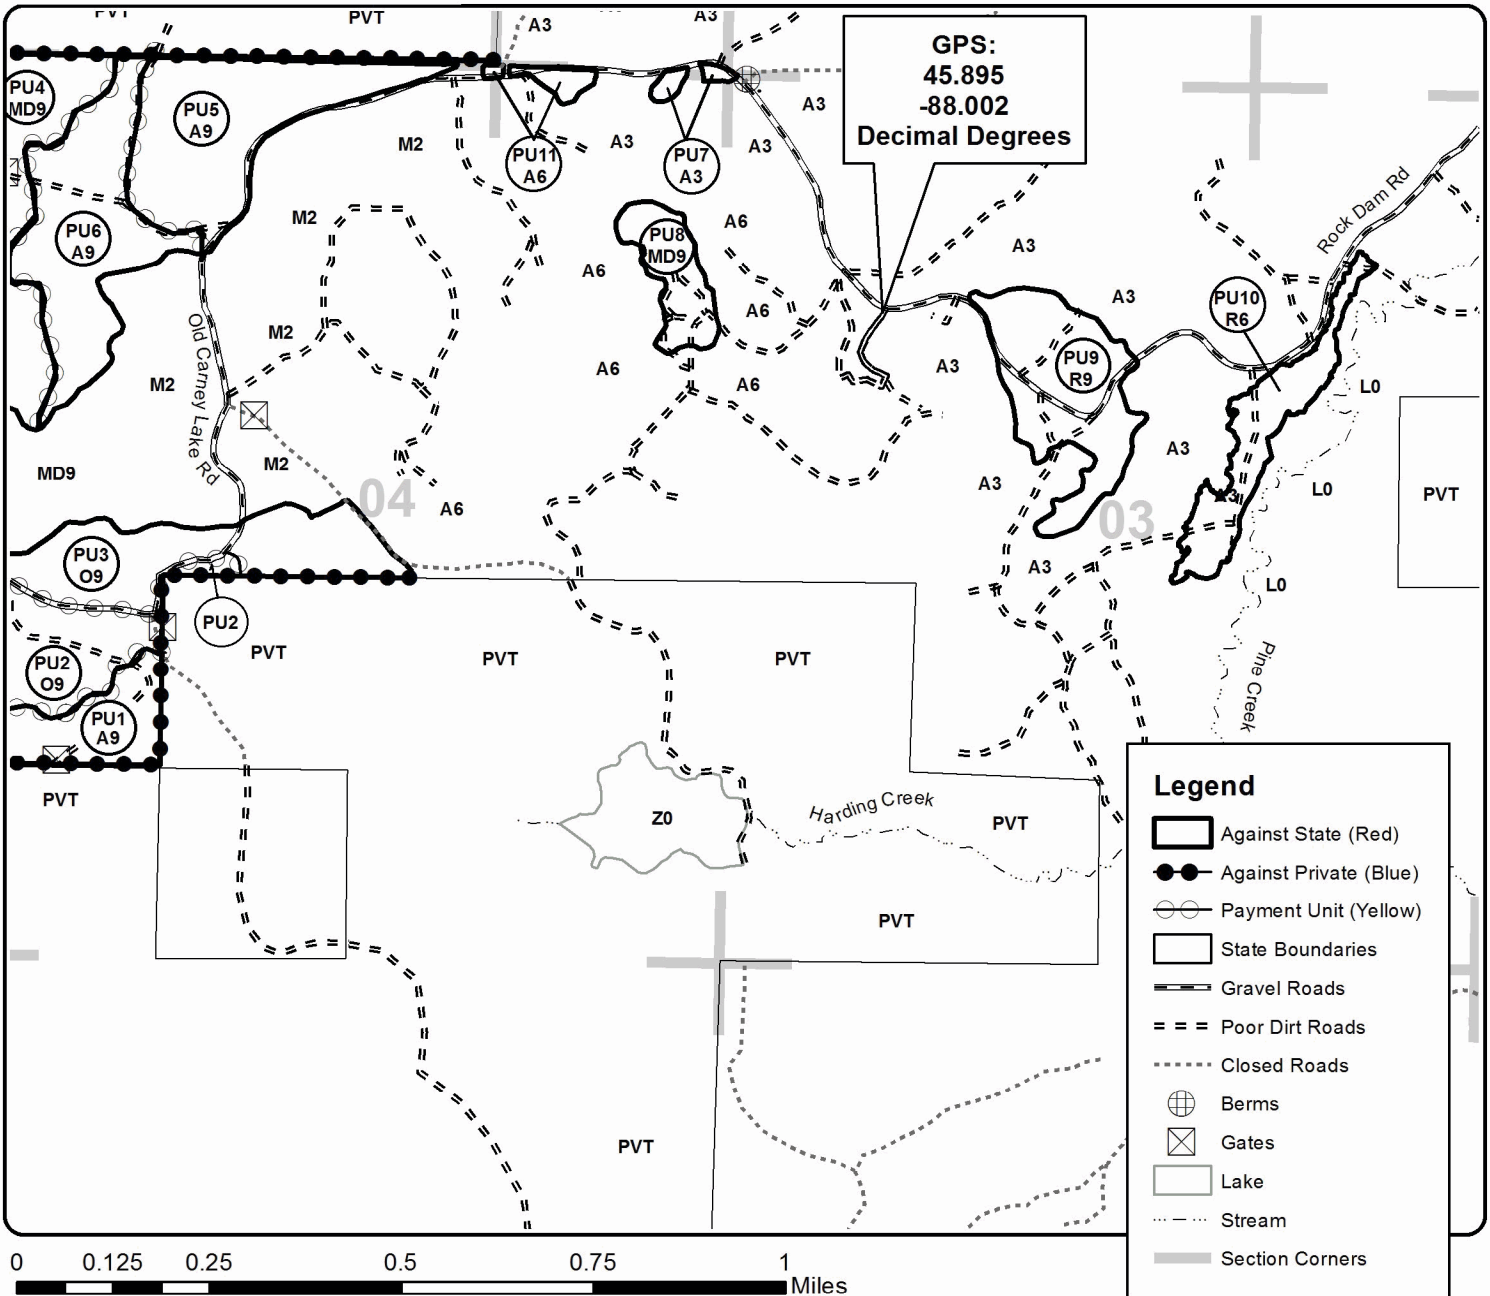 PVT
PVT
A3
A3
GPS:
45.895
-88.002
Decimal Degrees
PU4
MD9
PU5
A9
M2
PU11
A6
A3
PU7
A3
A3
A3
Rock Dam Rd
PU6
A9
M2
PU8
MD9
A6
A6
A3
A6
A3
PU10
R6
Old Carney Lake Rd
M2
M2
A6
A6
A3
PU9
R9
L0
MD9
M2
04
A6
A3
A3
03
A3
L0
PVT
PU3
O9
A3
L0
PU2
PVT
PVT
PVT
Pine Creek
PU2
O9
PU1
A9
PVT
Z0
Harding Creek
PVT
PVT
PVT
Legend
Against State (Red)
Against Private (Blue)
Payment Unit (Yellow)
State Boundaries
Gravel Roads
Poor Dirt Roads
Closed Roads
Berms
Gates
Lake
Stream
Section Corners
0 0.125 0.25 0.5 0.75 1
Miles